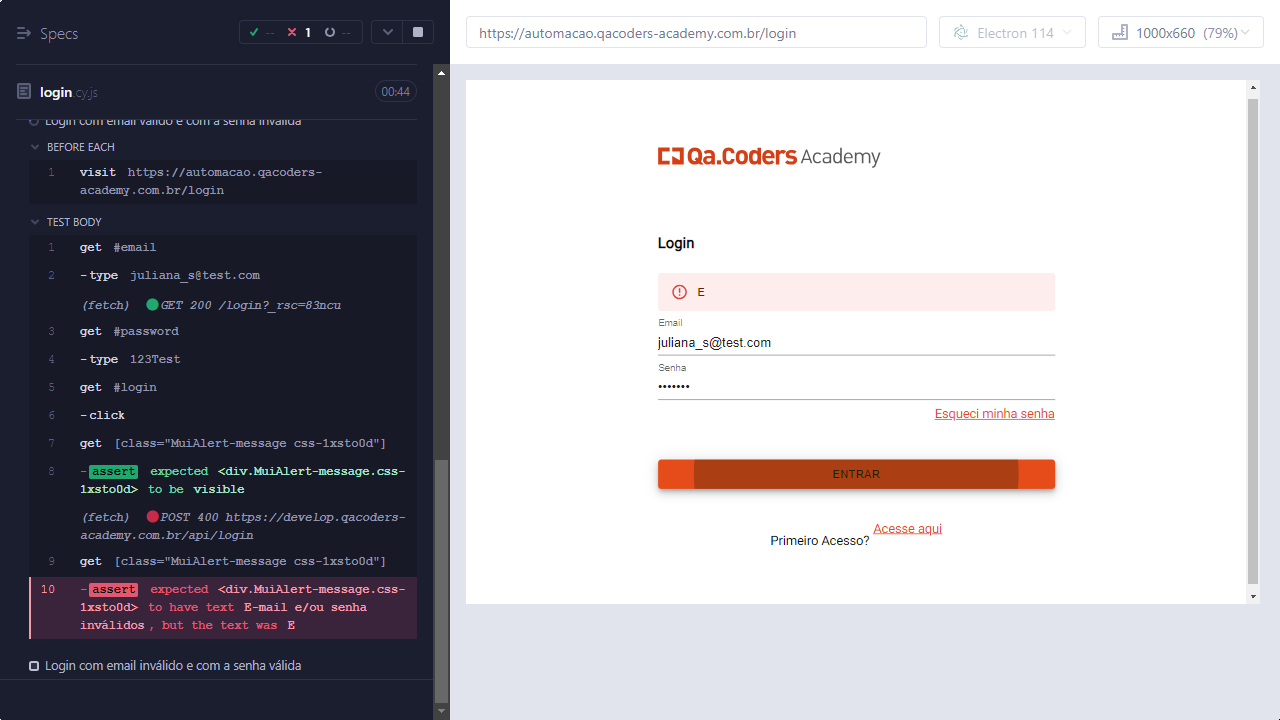 Specs
--
1
--
login.cy.js
00:44
Login com email válido e com a senha inválida
BEFORE EACH
1 visit https://automacao.qacoders-
academy.com.br/login
TEST BODY
1 get #email
2 -type juliana_s@test.com
(fetch) GET 200 /login?_rsc=83ncu
3 get #password
4 -type 123Test
5 get #login
6 -click
7 get [class="MuiAlert-message css-1xsto0d"]
8 -assert expected <div.MuiAlert-message.css-
1xsto0d> to be visible
(fetch) POST 400 https://develop.qacoders-
academy.com.br/api/login
9 get [class="MuiAlert-message css-1xsto0d"]
10 -assert expected <div.MuiAlert-message.css-
1xsto0d> to have text E-mail e/ou senha
inválidos, but the text was E
Login com email inválido e com a senha válida
https://automacao.qacoders-academy.com.br/login
Electron 114
1000x660 (79%)
Qa.Coders Academy
Login
E
Email
juliana_s@test.com
Senha
•••••••
Esqueci minha senha
ENTRAR
Primeiro Acesso? Acesse aqui